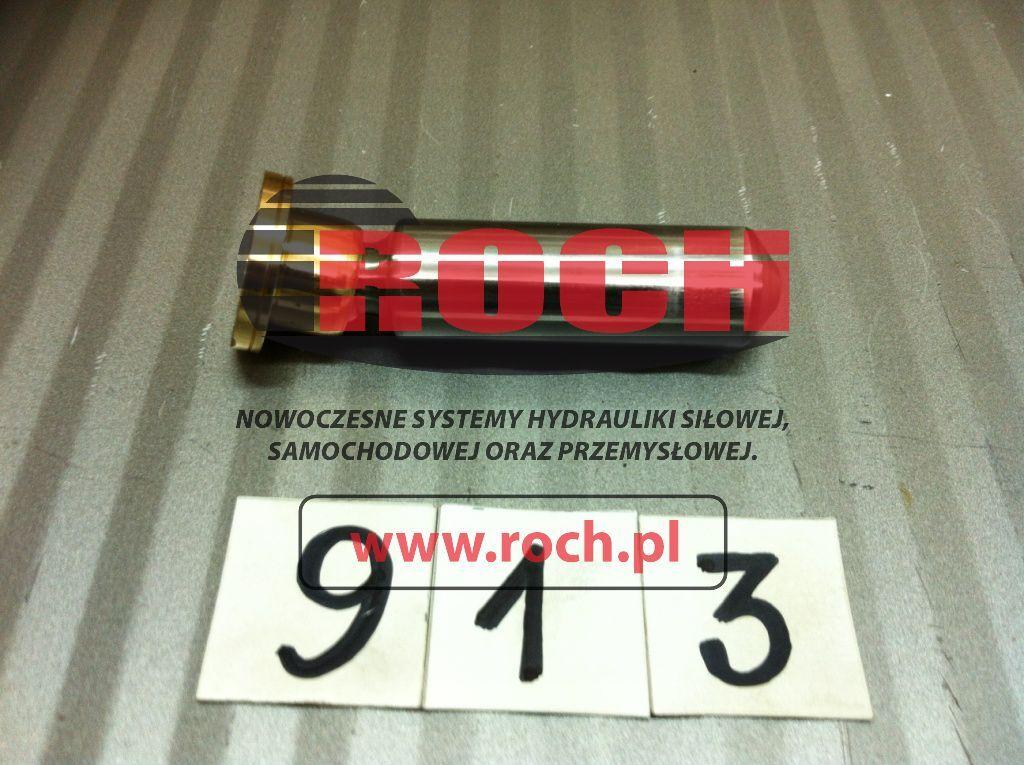 ROCH
NOWOCZESNE SYSTEMY HYDRAULIKI SIŁOWEJ,
SAMOCHODOWEJ ORAZ PRZEMYSŁOWEJ.
www.roch.pl
9 1 3